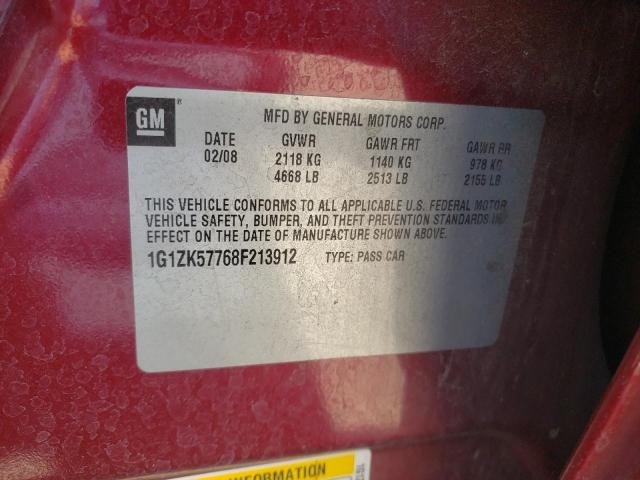 GM
MFD BY GENERAL MOTORS CORP.
DATE GVWR GAWR FRT GAWR RR
02/08 2118 KG 1140 KG 978 KG
4668 LB 2513 LB 2155 LB
THIS VEHICLE CONFORMS TO ALL APPLICABLE U.S. FEDERAL MOTOR
VEHICLE SAFETY, BUMPER, AND THEFT PREVENTION STANDARDS IN
EFFECT ON THE DATE OF MANUFACTURE SHOWN ABOVE.
1G1ZK57768F213912 TYPE: PASS CAR
INFORMATION